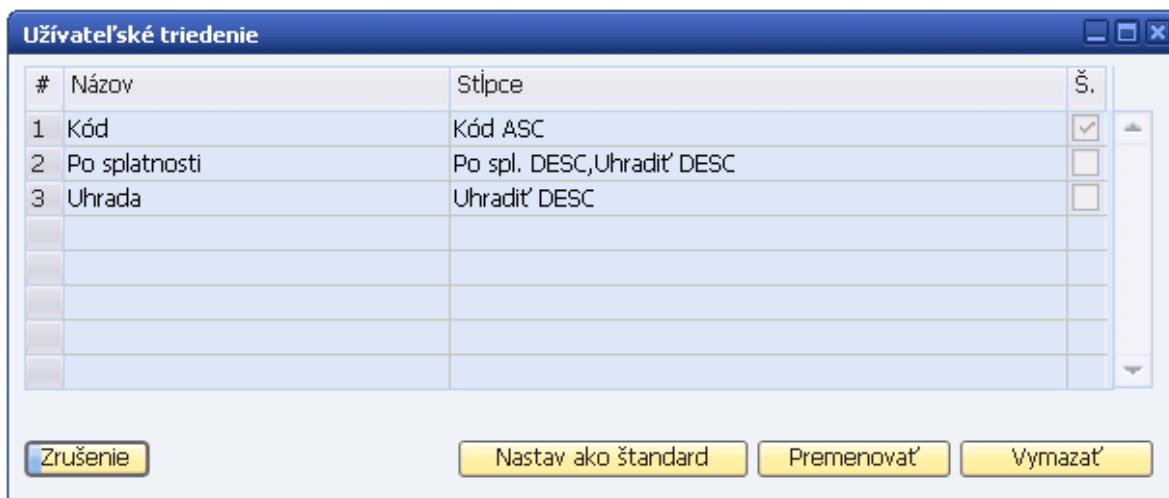 Užívateľské triedenie
# Názov Stĺpce Š.
1 Kód Kód ASC
2 Po splatnosti Po spl. DESC,Uhradiť DESC
3 Uhrada Uhradiť DESC
Zrušenie Nastav ako štandard Premenovať Vymazať